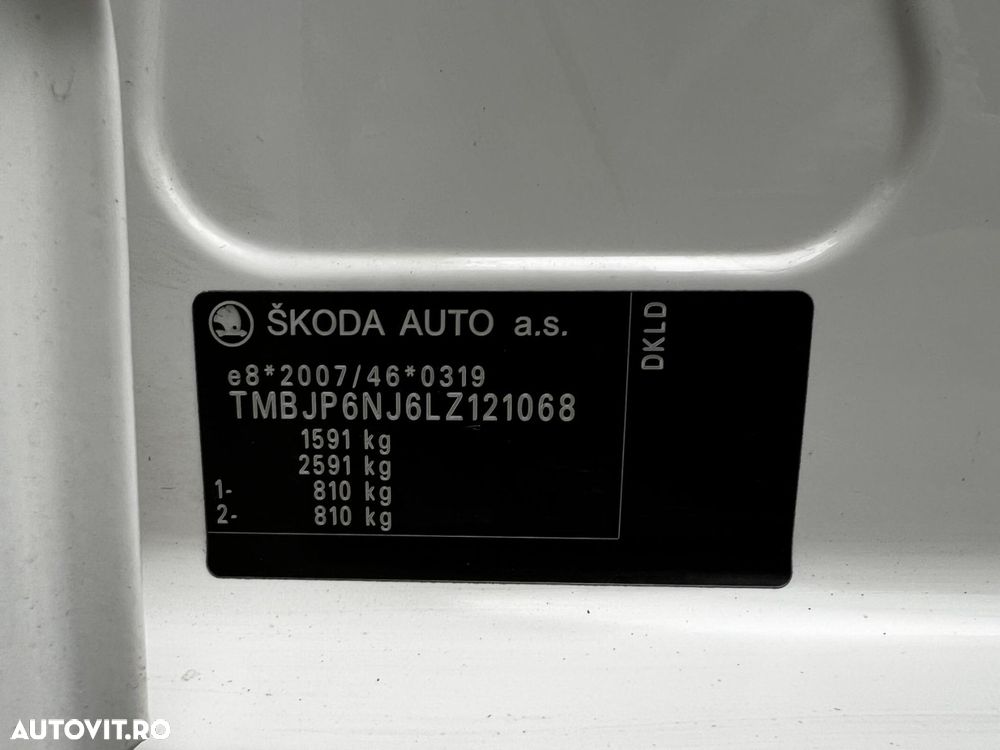 ŠKODA AUTO a.s.
e8*2007/46*0319
TMBJP6NJ6LZ121068
1591 kg
2591 kg
1- 810 kg
2- 810 kg
DKLD
AUTOVIT.RO